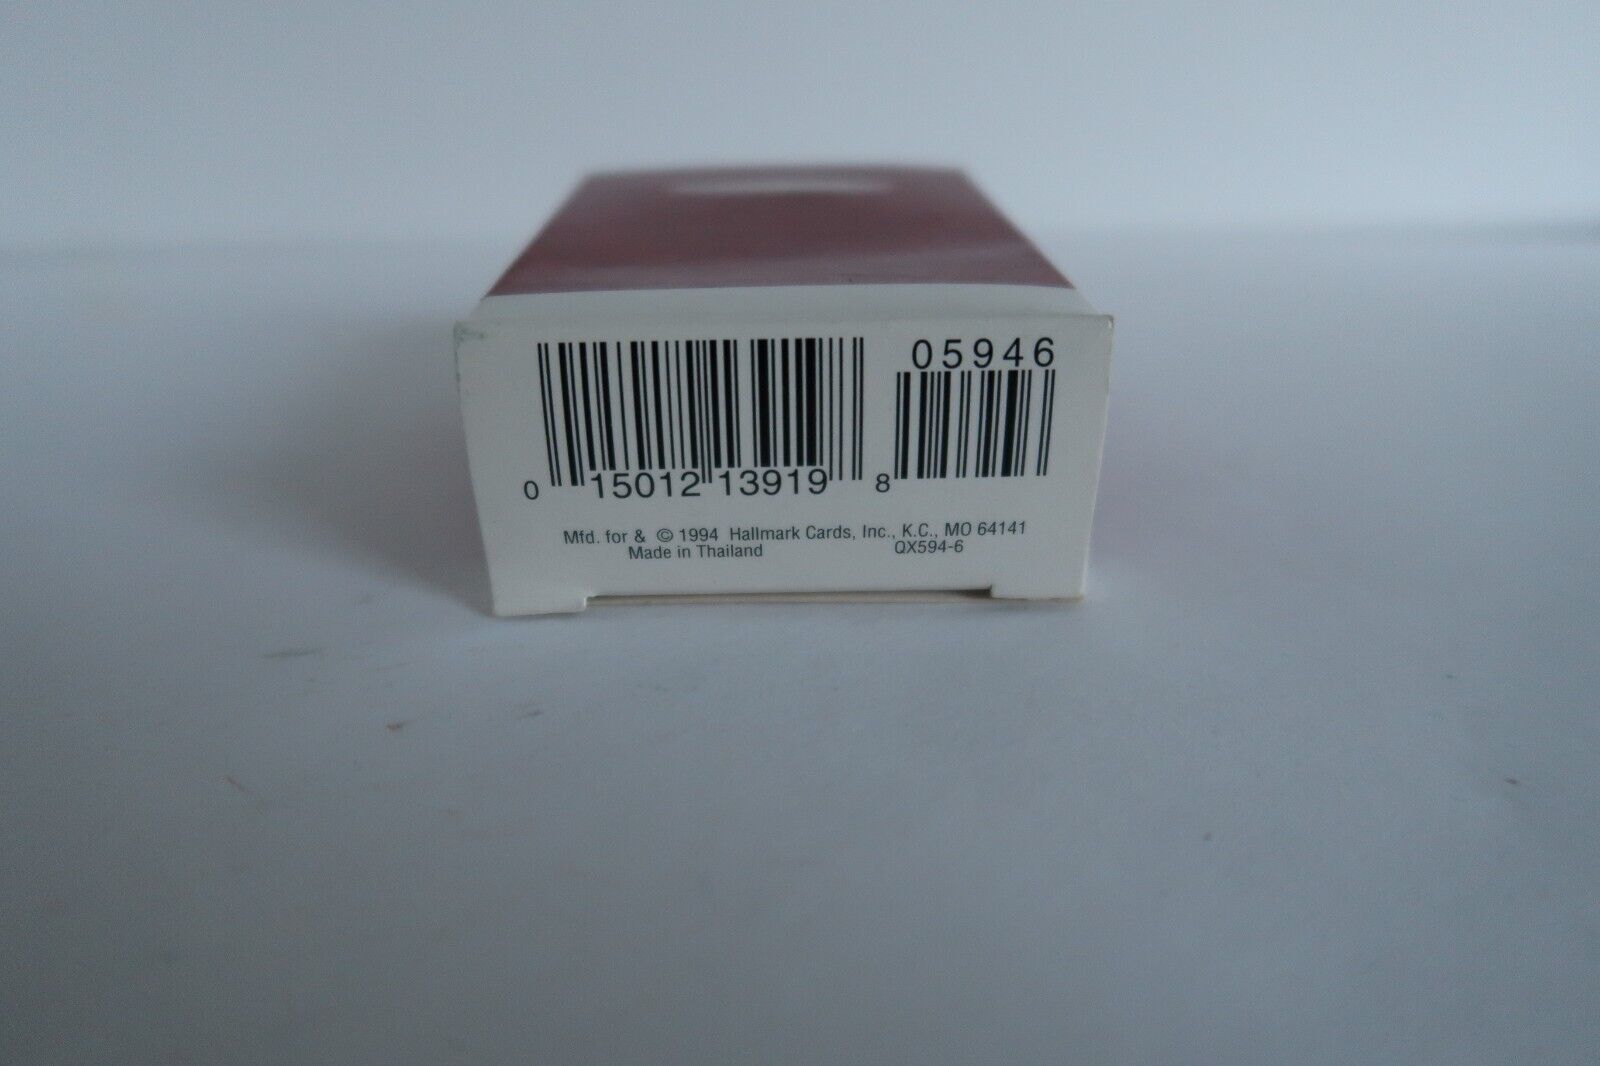 05946
0 15012 13919 8
Mfd. for & © 1994 Hallmark Cards, Inc., K.C., MO 64141
Made in Thailand QX594-6